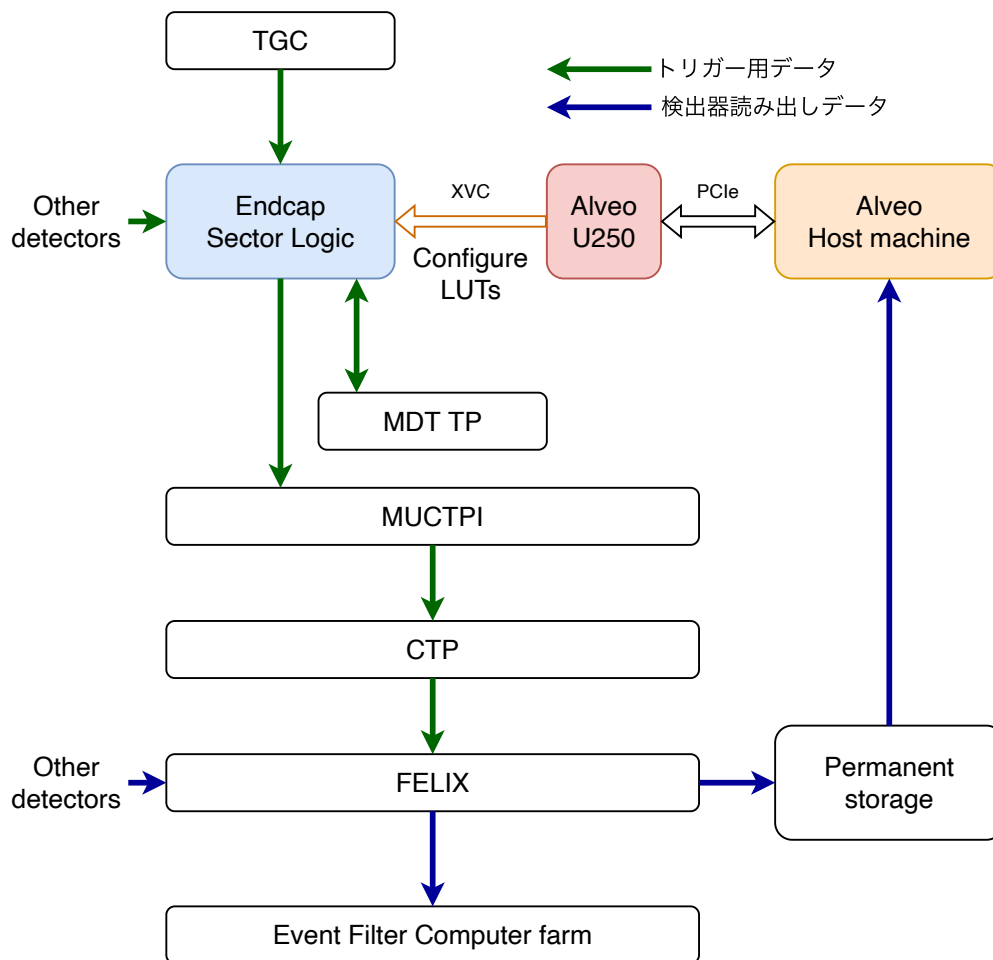 TGC
トリガー用データ
検出器読み出しデータ
Other
detectors
Endcap
Sector Logic
XVC
Configure
LUTs
Alveo
U250
PCIe
Alveo
Host machine
MDT TP
MUCTPI
CTP
Other
detectors
FELIX
Permanent
storage
Event Filter Computer farm